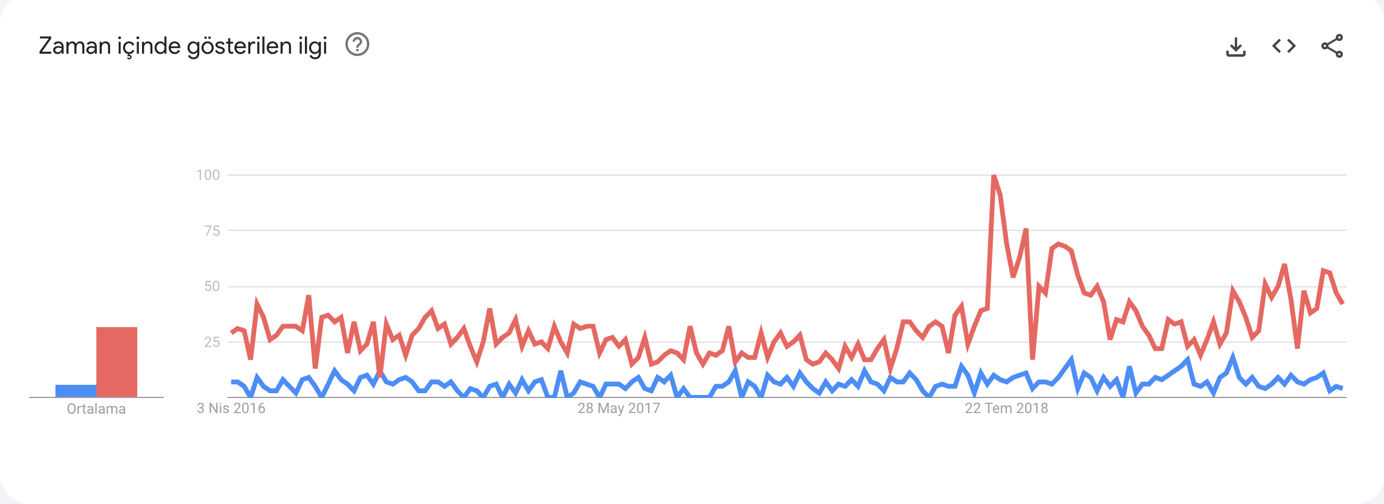 Zaman içinde gösterilen ilgi
100
75
50
25
Ortalama
3 Nis 2016
28 May 2017
22 Tem 2018